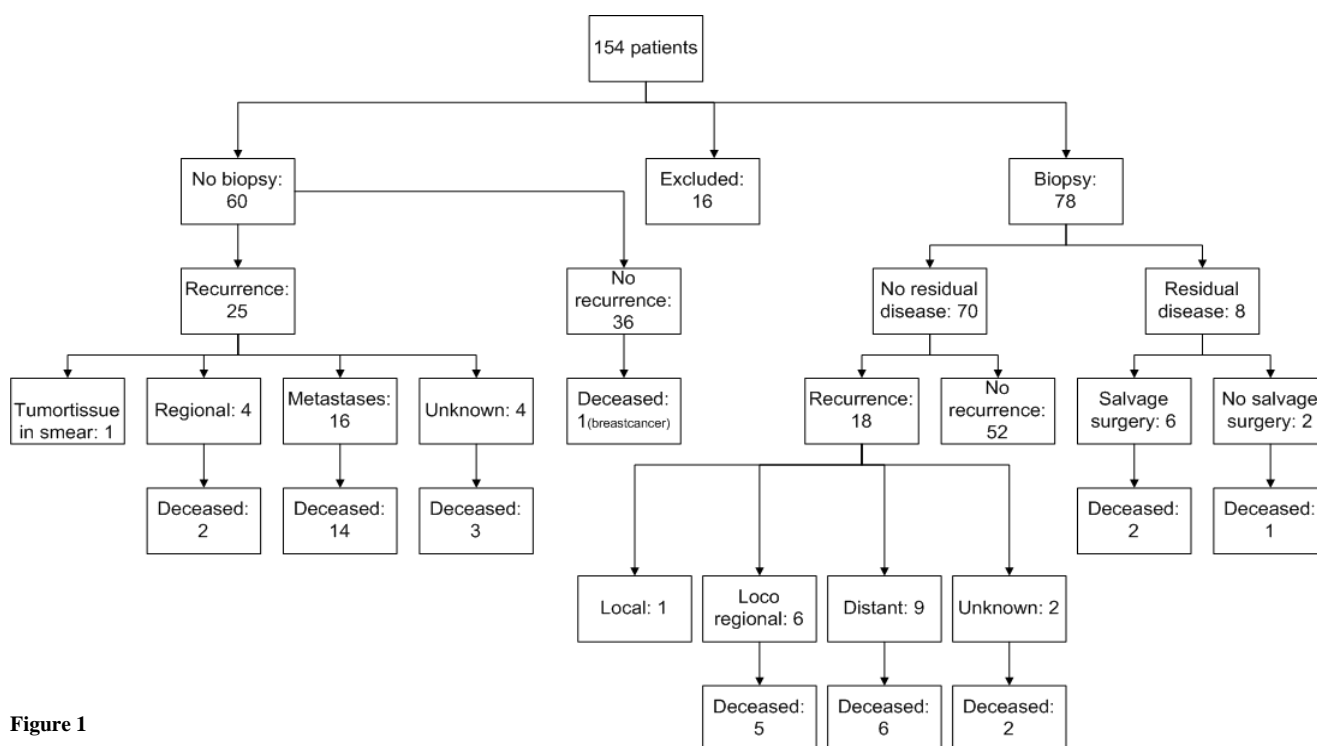 154 patients
No biopsy:
60
Excluded:
16
Biopsy:
78
Recurrence:
25
No
recurrence:
36
No residual
disease: 70
Residual
disease: 8
Tumortissue
in smear: 1
Regional: 4
Metastases:
16
Unknown: 4
Deceased:
1(breastcancer)
Recurrence:
18
No
recurrence:
52
Salvage
surgery: 6
No salvage
surgery: 2
Deceased:
2
Deceased:
14
Deceased:
3
Deceased:
2
Deceased:
1
Local: 1
Loco
regional: 6
Distant: 9
Unknown: 2
Deceased:
5
Deceased:
6
Deceased:
2
Figure 1